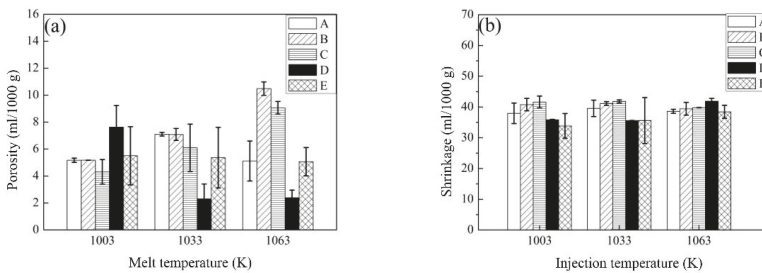 (a)
A
B
C
D
E
16
14
12
10
8
6
4
2
0
Porosity (ml/1000 g)
1003 1033 1063
Melt temperature (K)
(b)
A
70
60
50
40
30
20
10
0
Shrinkage (ml/1000 g)
1003 1033 1063
Injection temperature (K)